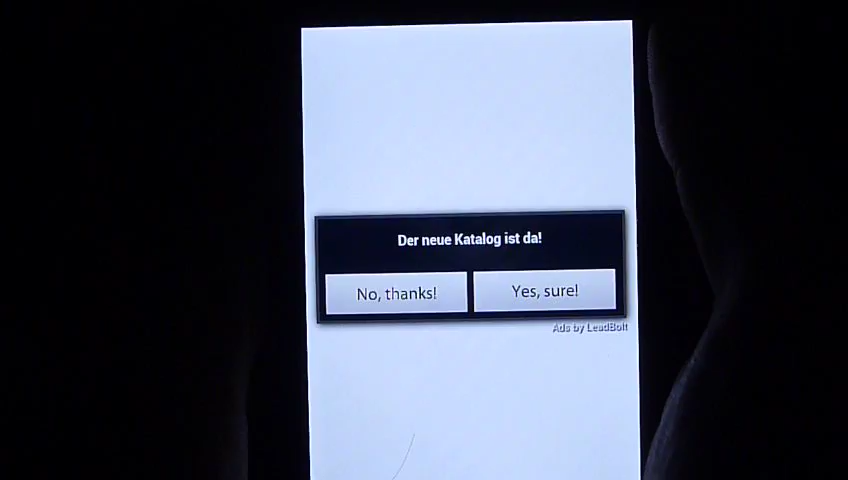 Der neue Katalog ist da!
No, thanks!
Yes, sure!
Ads by LeadBolt